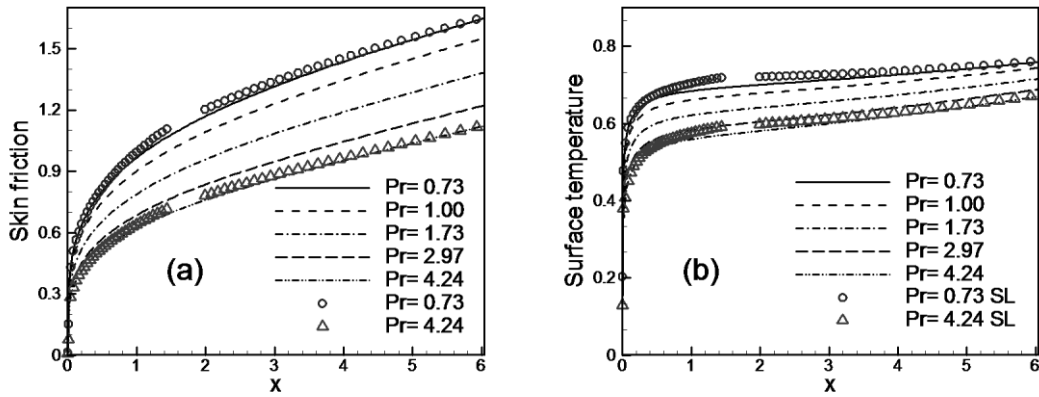 1.5
1.2
0.9
0.6
0.3
0
Skin friction
Pr= 0.73
Pr= 1.00
Pr= 1.73
Pr= 2.97
Pr= 4.24
Pr= 0.73
Pr= 4.24
(a)
0 1 2 3 4 5 6
X
0.8
0.6
0.4
0.2
0
Surface temperature
Pr= 0.73
Pr= 1.00
Pr= 1.73
Pr= 2.97
Pr= 4.24
Pr= 0.73 SL
Pr= 4.24 SL
(b)
0 1 2 3 4 5 6
X